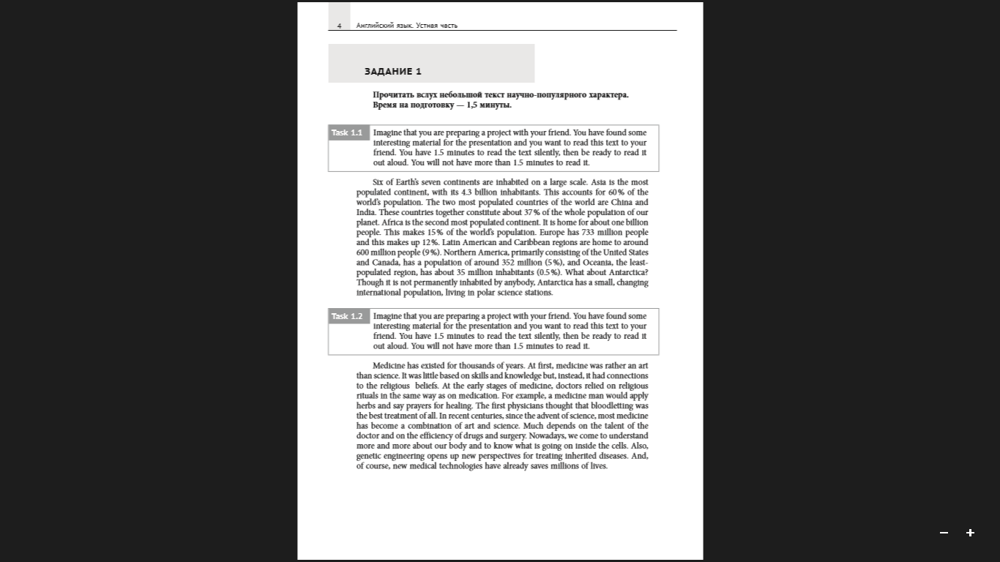 4 Английский язык. Устная часть
ЗАДАНИЕ 1
Прочитать вслух небольшой текст научно-популярного характера.
Время на подготовку — 1,5 минуты.
Task 1.1 Imagine that you are preparing a project with your friend. You have found some
interesting material for the presentation and you want to read this text to your
friend. You have 1.5 minutes to read the text silently, then be ready to read it
out aloud. You will not have more than 1.5 minutes to read it.
Six of Earth's seven continents are inhabited on a large scale. Asia is the most
populated continent, with its 4.3 billion inhabitants. This accounts for 60 % of the
world's population. The two most populated countries of the world are China and
India. These countries together constitute about 37 % of the whole population of our
planet. Africa is the second most populated continent. It is home for about one billion
people. This makes 15 % of the world's population. Europe has 733 million people
and this makes up 12 %. Latin American and Caribbean regions are home to around
600 million people (9 %). Northern America, primarily consisting of the United States
and Canada, has a population of around 352 million (5 %), and Oceania, the least-
populated region, has about 35 million inhabitants (0.5 %). What about Antarctica?
Though it is not permanently inhabited by anybody, Antarctica has a small, changing
international population, living in polar science stations.
Task 1.2 Imagine that you are preparing a project with your friend. You have found some
interesting material for the presentation and you want to read this text to your
friend. You have 1.5 minutes to read the text silently, then be ready to read it
out aloud. You will not have more than 1.5 minutes to read it.
Medicine has existed for thousands of years. At first, medicine was rather an art
than science. It was little based on skills and knowledge but, instead, it had connections
to the religious beliefs. At the early stages of medicine, doctors relied on religious
rituals in the same way as on medication. For example, a medicine man would apply
herbs and say prayers for healing. The first physicians thought that bloodletting was
the best treatment of all. In recent centuries, since the advent of science, most medicine
has become a combination of art and science. Much depends on the talent of the
doctor and on the efficiency of drugs and surgery. Nowadays, we come to understand
more and more about our body and to know what is going on inside the cells. Also,
genetic engineering opens up new perspectives for treating inherited diseases. And,
of course, new medical technologies have already saves millions of lives.